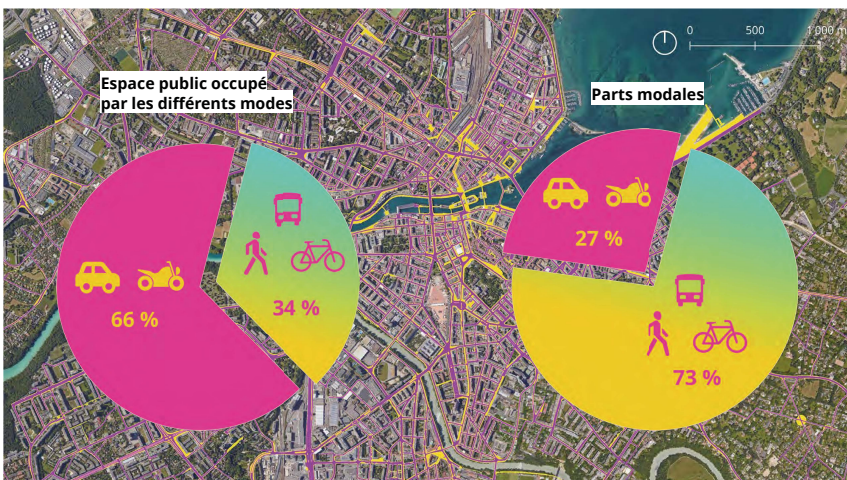 0 500 1'000 m
Espace public occupé
par les différents modes
Parts modales
27 %
66 %
34 %
73 %